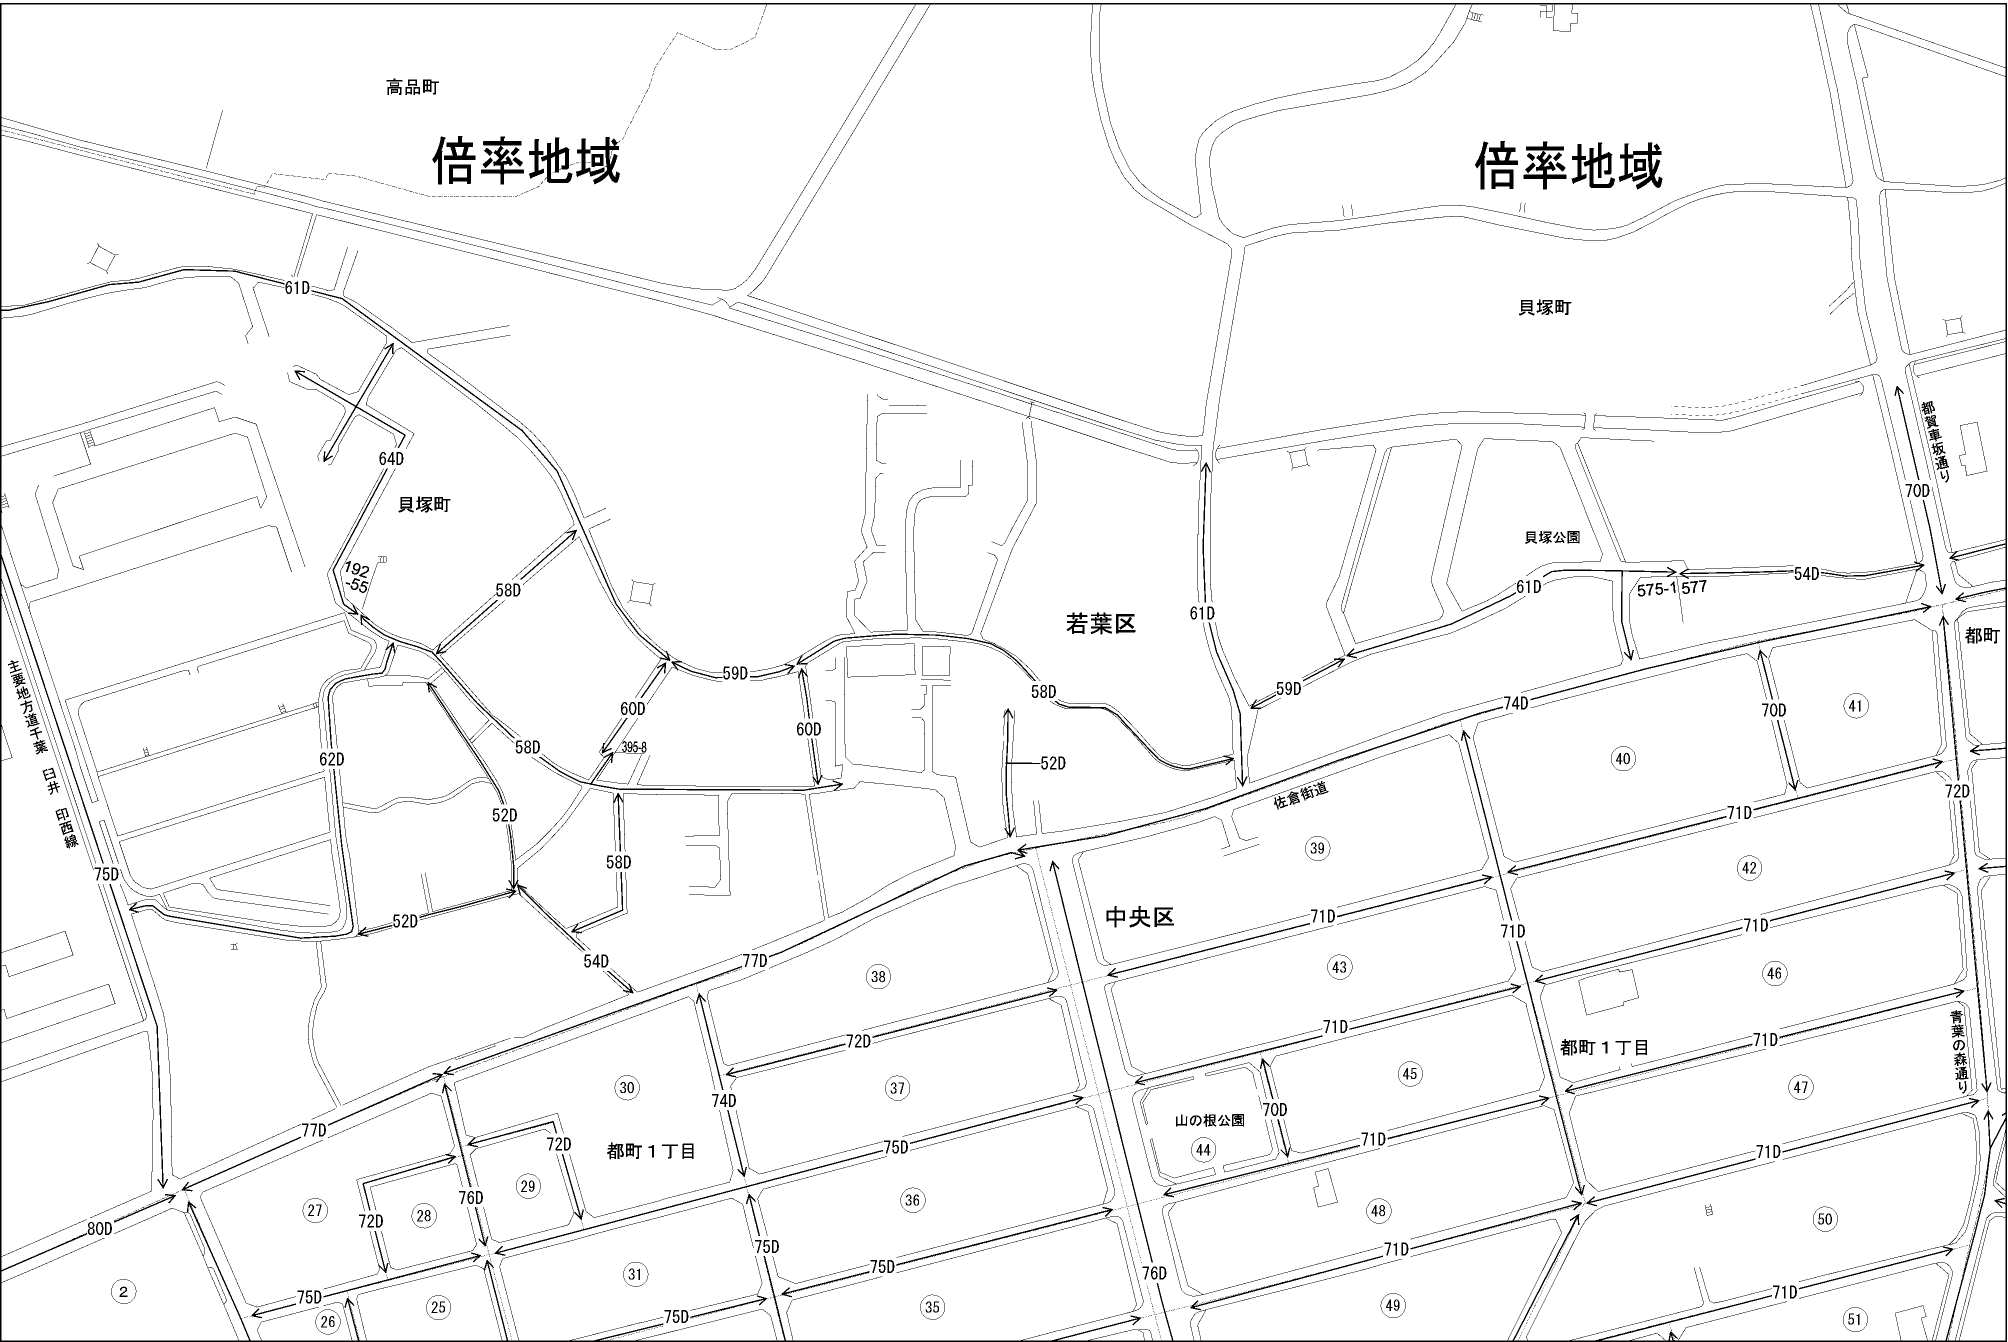 高品町
倍率地域
倍率地域
61D
貝塚町
都賀車坂通り
64D
70D
貝塚町
貝塚公園
192
-55
58D
54D
61D
575-1
577
61D
若葉区
都町
主要地方道千葉　臼井　印西線
59D
58D
59D
74D
60D
70D
41
60D
58D
395-8
62D
52D
40
72D
佐倉街道
52D
71D
39
58D
42
75D
52D
中央区
71D
71D
71D
54D
77D
43
46
38
青葉の森通り
71D
72D
71D
都町１丁目
45
30
37
47
74D
70D
山の根公園
77D
72D
都町１丁目
75D
44
71D
71D
29
76D
36
27
28
72D
48
50
80D
75D
71D
75D
76D
31
2
75D
71D
25
35
49
26
75D
51